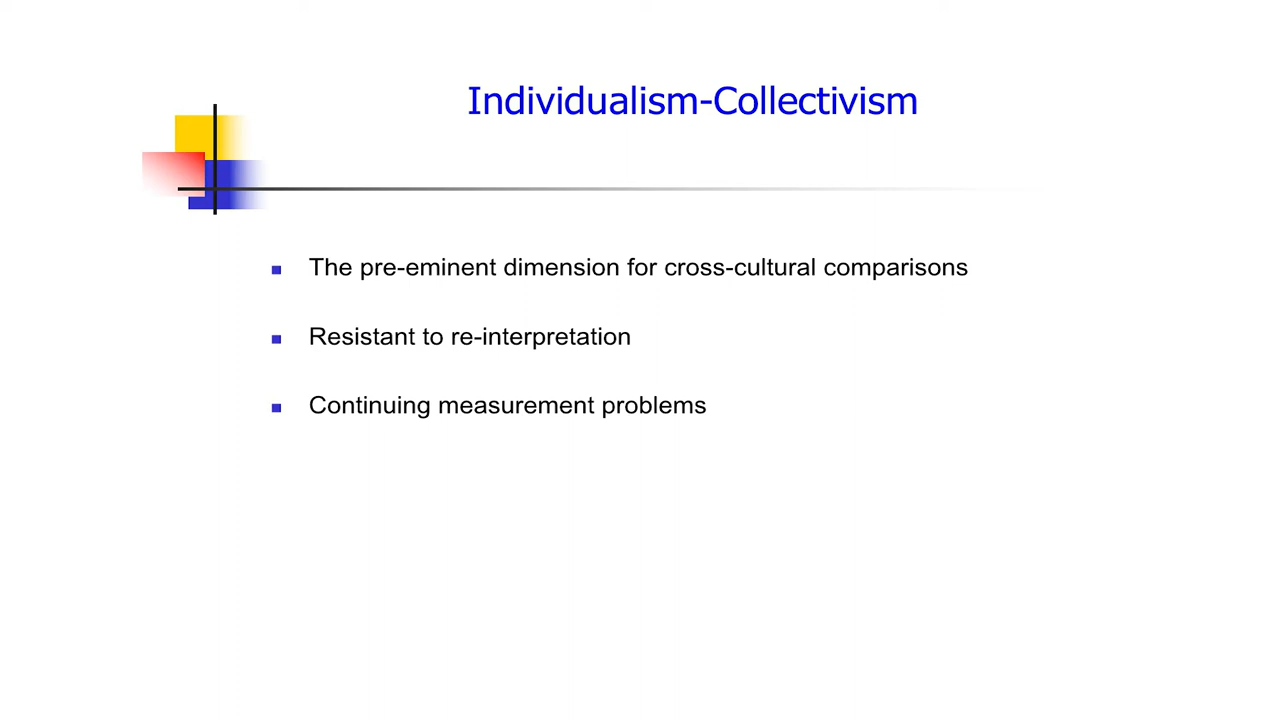 Individualism-Collectivism
The pre-eminent dimension for cross-cultural comparisons
Resistant to re-interpretation
Continuing measurement problems